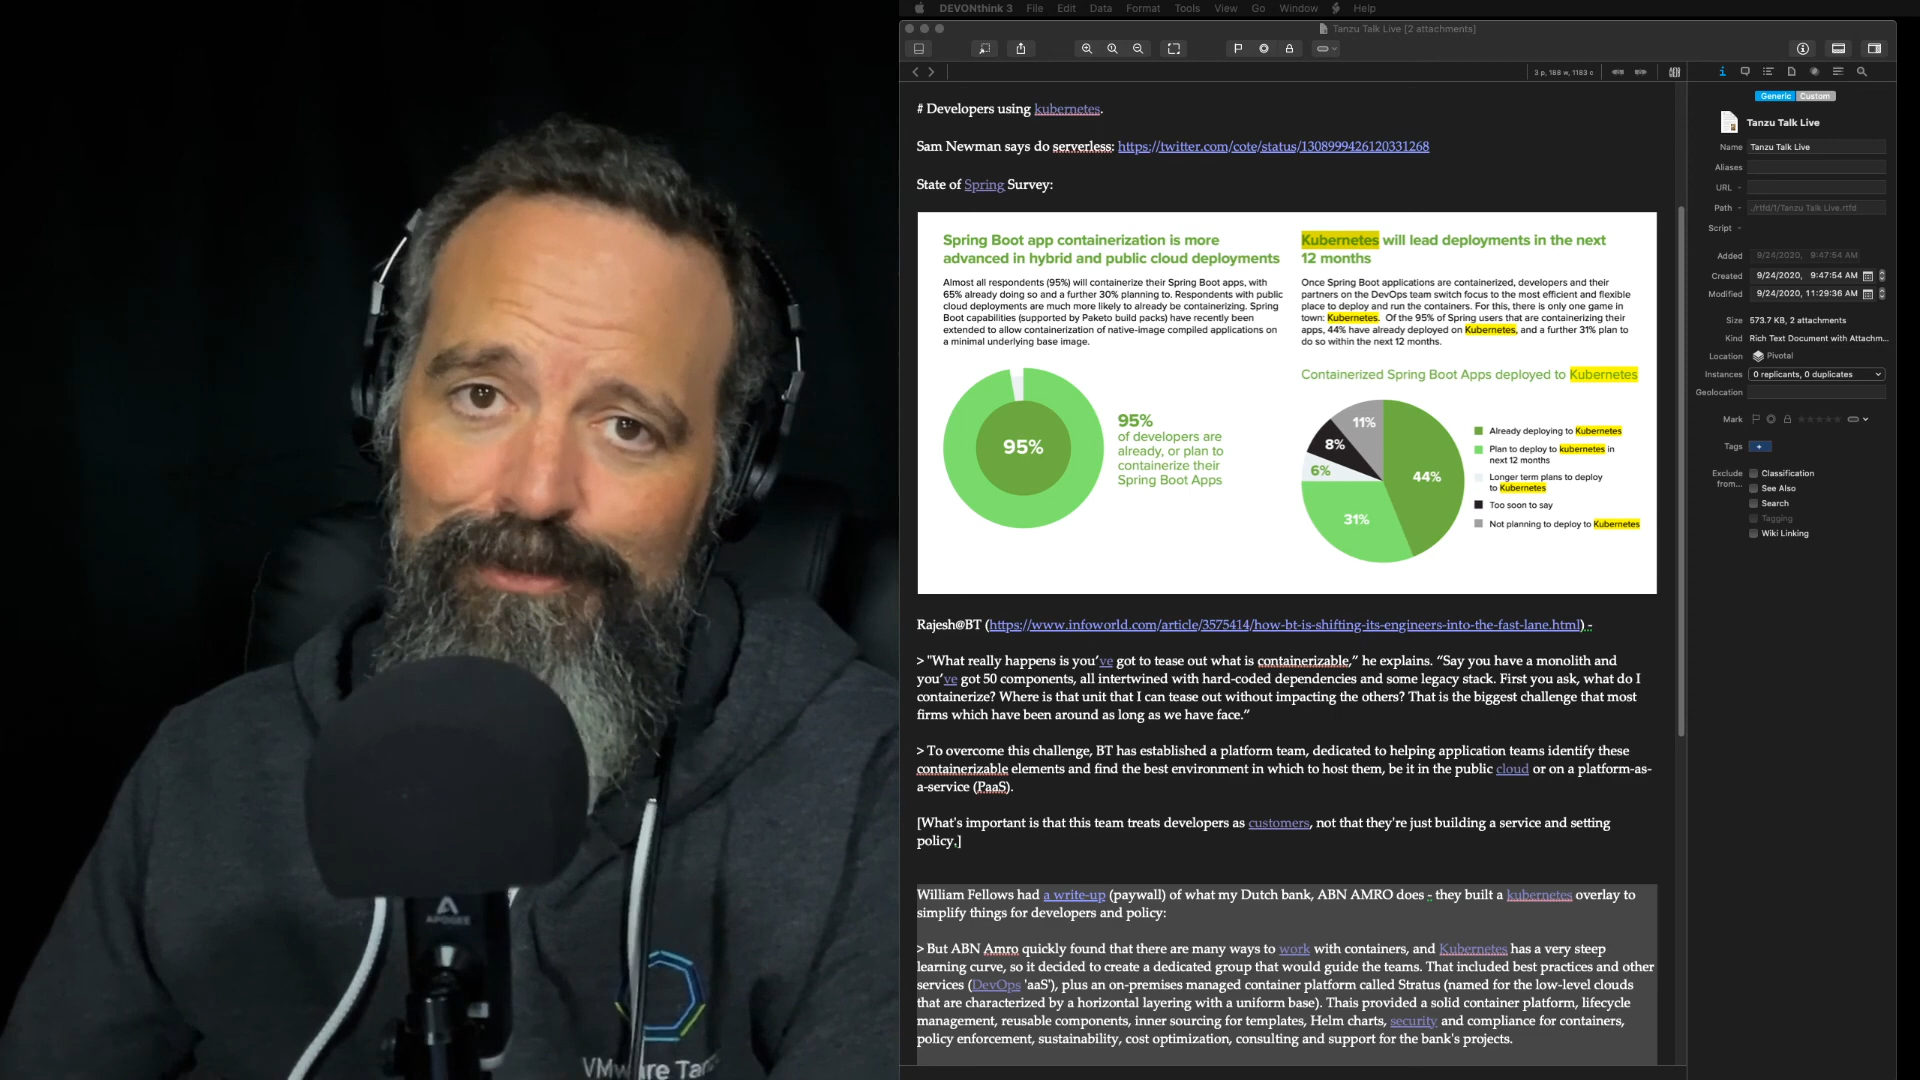 DEVONthink 3 File Edit Data Format Tools View Go Window Help
Tanzu Talk Live [2 attachments]
3 p, 188 w, 1183 c
# Developers using kubernetes.
Sam Newman says do serverless: https://twitter.com/cote/status/1308999426120331268
State of Spring Survey:
Spring Boot app containerization is more
advanced in hybrid and public cloud deployments
Almost all respondents (95%) will containerize their Spring Boot apps, with
65% already doing so and a further 30% planning to. Respondents with public
cloud deployments are much more likely to already be containerizing. Spring
Boot capabilities (supported by Paketo build packs) have recently been
extended to allow containerization of native-image compiled applications on
a minimal underlying base image.
95%
95%
of developers are
already, or plan to
containerize their
Spring Boot Apps
Kubernetes will lead deployments in the next
12 months
Once Spring Boot applications are containerized, developers and their
partners on the DevOps team switch focus to the most efficient and flexible
place to deploy and run the containers. For this, there is only one game in
town: Kubernetes. Of the 95% of Spring users that are containerizing their
apps, 44% have already deployed on Kubernetes, and a further 31% plan to
do so within the next 12 months.
Containerized Spring Boot Apps deployed to Kubernetes
11%
8%
6%
44%
31%
Already deploying to Kubernetes
Plan to deploy to kubernetes in
next 12 months
Longer term plans to deploy
to Kubernetes
Too soon to say
Not planning to deploy to Kubernetes
Rajesh@BT (https://www.infoworld.com/article/3575414/how-bt-is-shifting-its-engineers-into-the-fast-lane.html) -
> "What really happens is you've got to tease out what is containerizable,” he explains. “Say you have a monolith and
you've got 50 components, all intertwined with hard-coded dependencies and some legacy stack. First you ask, what do I
containerize? Where is that unit that I can tease out without impacting the others? That is the biggest challenge that most
firms which have been around as long as we have face.”
> To overcome this challenge, BT has established a platform team, dedicated to helping application teams identify these
containerizable elements and find the best environment in which to host them, be it in the public cloud or on a platform-as-
a-service (PaaS).
[What's important is that this team treats developers as customers, not that they're just building a service and setting
policy.]
William Fellows had a write-up (paywall) of what my Dutch bank, ABN AMRO does - they built a kubernetes overlay to
simplify things for developers and policy:
> But ABN Amro quickly found that there are many ways to work with containers, and Kubernetes has a very steep
learning curve, so it decided to create a dedicated group that would guide the teams. That included best practices and other
services (DevOps 'aaS'), plus an on-premises managed container platform called Stratus (named for the low-level clouds
that are characterized by a horizontal layering with a uniform base). Thais provided a solid container platform, lifecycle
management, reusable components, inner sourcing for templates, Helm charts, security and compliance for containers,
policy enforcement, sustainability, cost optimization, consulting and support for the bank's projects.
Generic Custom
Tanzu Talk Live
Name Tanzu Talk Live
Aliases
URL
Path ./rtfd/1/Tanzu Talk Live.rtfd
Script
Added 9/24/2020, 9:47:54 AM
Created 9/24/2020, 9:47:54 AM
Modified 9/24/2020, 11:29:36 AM
Size 573.7 KB, 2 attachments
Kind Rich Text Document with Attachm...
Location Pivotal
Instances 0 replicants, 0 duplicates
Geolocation
Mark
Tags +
Exclude from... Classification
See Also
Search
Tagging
Wiki Linking
APOGEE
VMware Tan